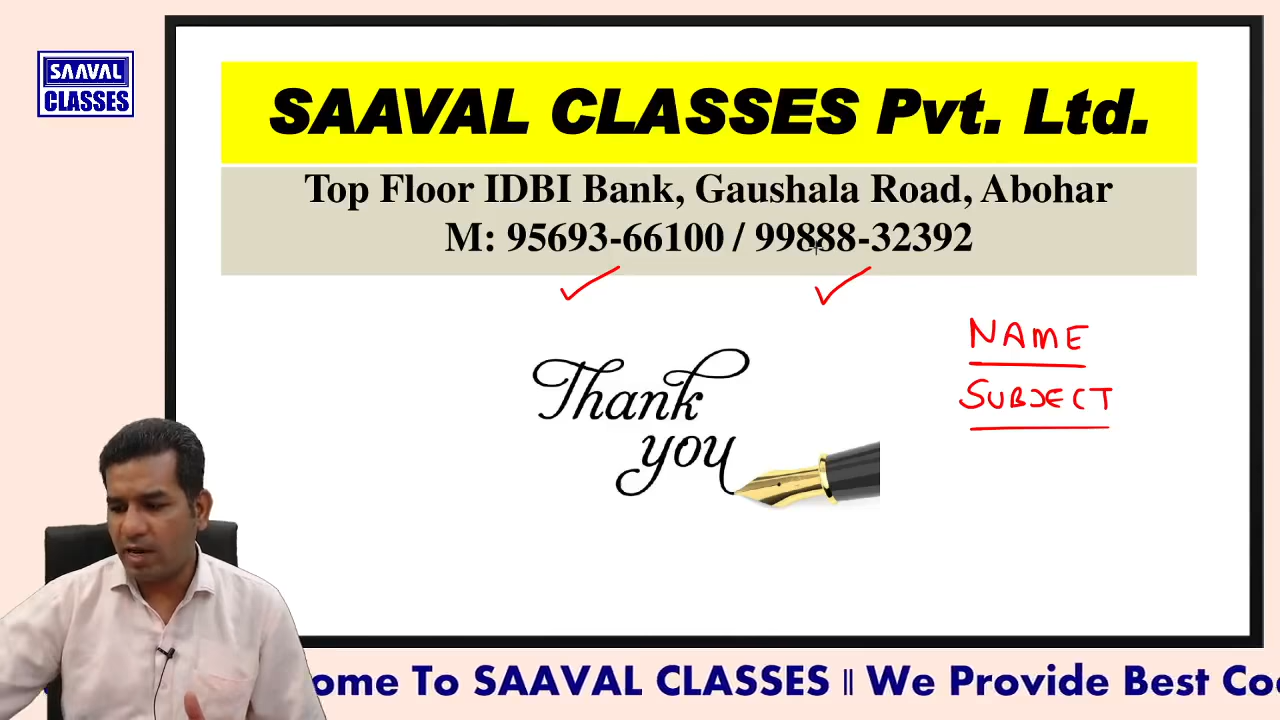 SAAVAL
CLASSES
SAAVAL CLASSES Pvt. Ltd.
Top Floor IDBI Bank, Gaushala Road, Abohar
M: 95693-66100 / 99888-32392
NAME
SUBJECT
Thank
you
ome To SAAVAL CLASSES || We Provide Best Co